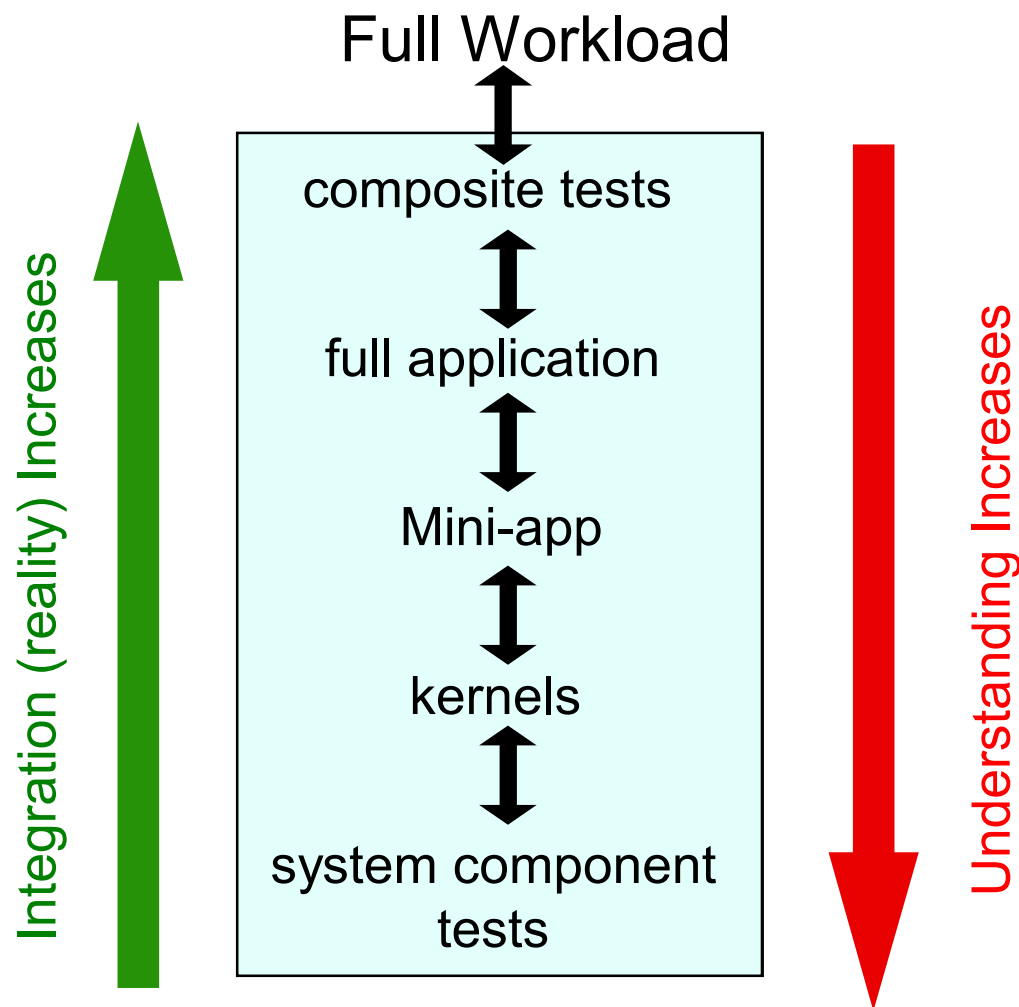 Full Workload
composite tests
full application
Mini-app
kernels
system component
tests
Integration (reality) Increases
Understanding Increases